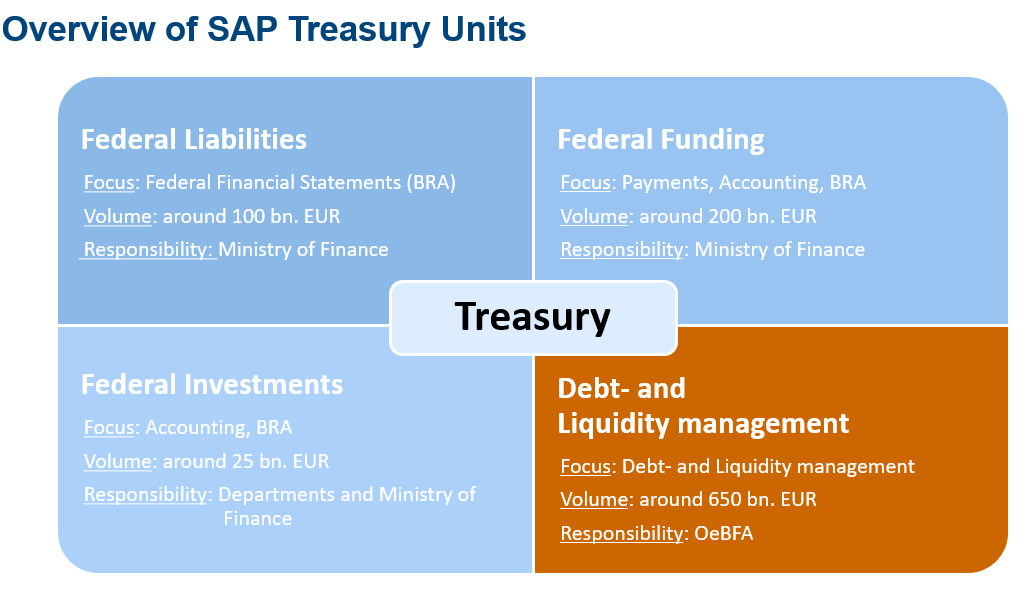 Overview of SAP Treasury Units
Federal Liabilities
Focus: Federal Financial Statements (BRA)
Volume: around 100 bn. EUR
Responsibility: Ministry of Finance
Federal Funding
Focus: Payments, Accounting, BRA
Volume: around 200 bn. EUR
Responsibility: Ministry of Finance
Treasury
Federal Investments
Focus: Accounting, BRA
Volume: around 25 bn. EUR
Responsibility: Departments and Ministry of
Finance
Debt- and
Liquidity management
Focus: Debt- and Liquidity management
Volume: around 650 bn. EUR
Responsibility: OeBFA